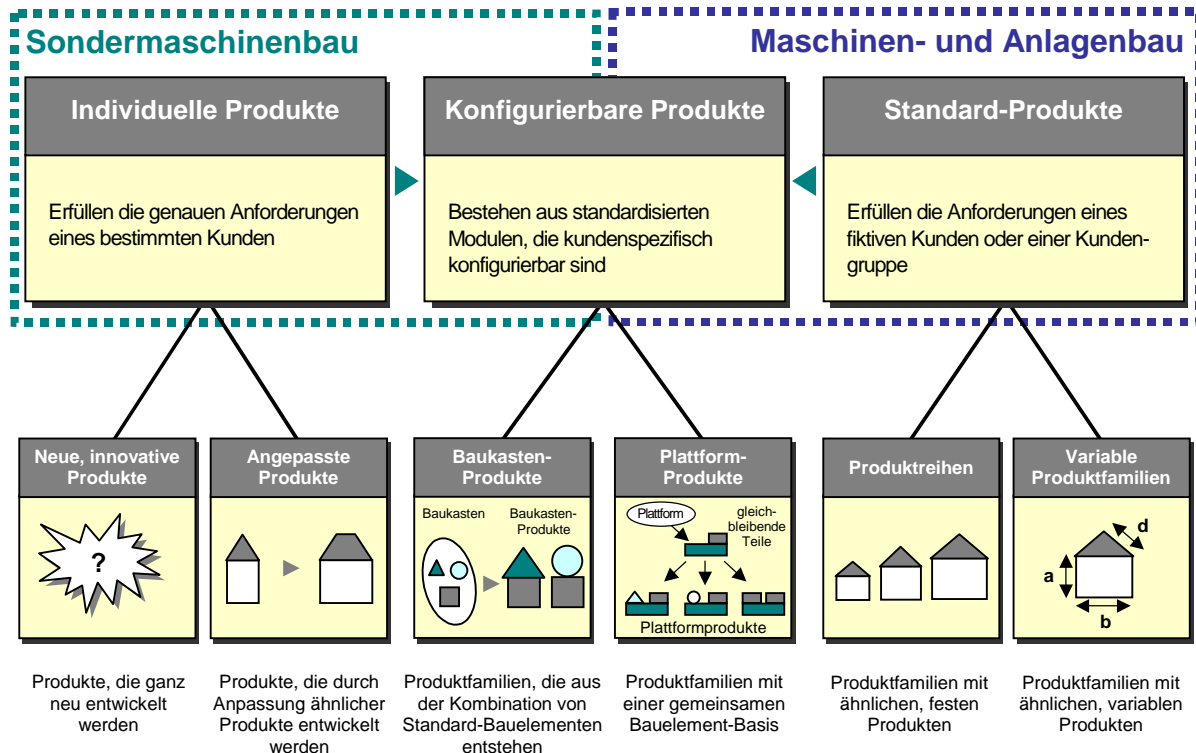 Sondermaschinenbau
Maschinen- und Anlagenbau
Individuelle Produkte
Erfüllen die genauen Anforderungen
eines bestimmten Kunden
Konfigurierbare Produkte
Bestehen aus standardisierten
Modulen, die kundenspezifisch
konfigurierbar sind
Standard-Produkte
Erfüllen die Anforderungen eines
fiktiven Kunden oder einer Kunden-
gruppe
Neue, innovative
Produkte
?
Produkte, die ganz
neu entwickelt
werden
Angepasste
Produkte
Produkte, die durch
Anpassung ähnlicher
Produkte entwickelt
werden
Baukasten-
Produkte
Baukasten
Baukasten-
Produkte
Produktfamilien, die aus
der Kombination von
Standard-Bauelementen
entstehen
Plattform-
Produkte
Plattform
gleich-
bleibende
Teile
Plattformprodukte
Produktfamilien mit
einer gemeinsamen
Bauelement-Basis
Produktreihen
Produktfamilien mit
ähnlichen, festen
Produkten
Variable
Produktfamilien
d
a
b
Produktfamilien mit
ähnlichen, variablen
Produkten